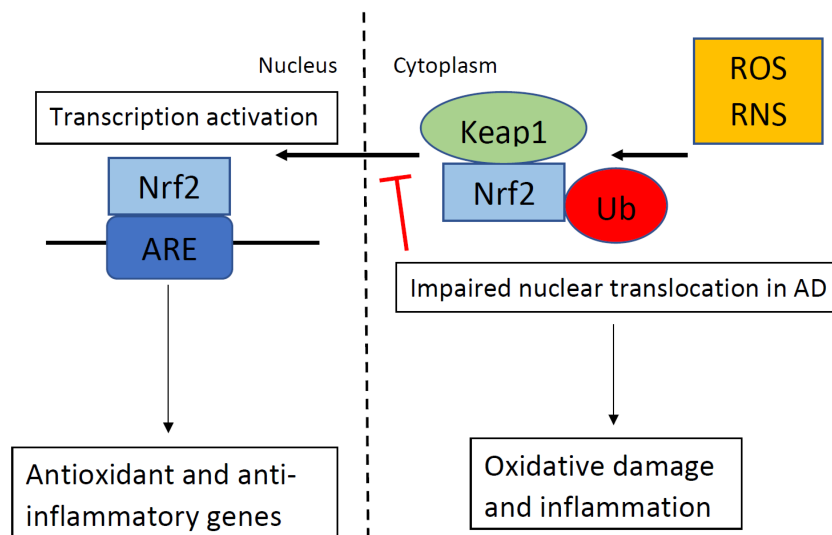 Nucleus
Cytoplasm
ROS
RNS
Transcription activation
Keap1
Nrf2
Nrf2
Ub
ARE
Impaired nuclear translocation in AD
Antioxidant and anti-
inflammatory genes
Oxidative damage
and inflammation